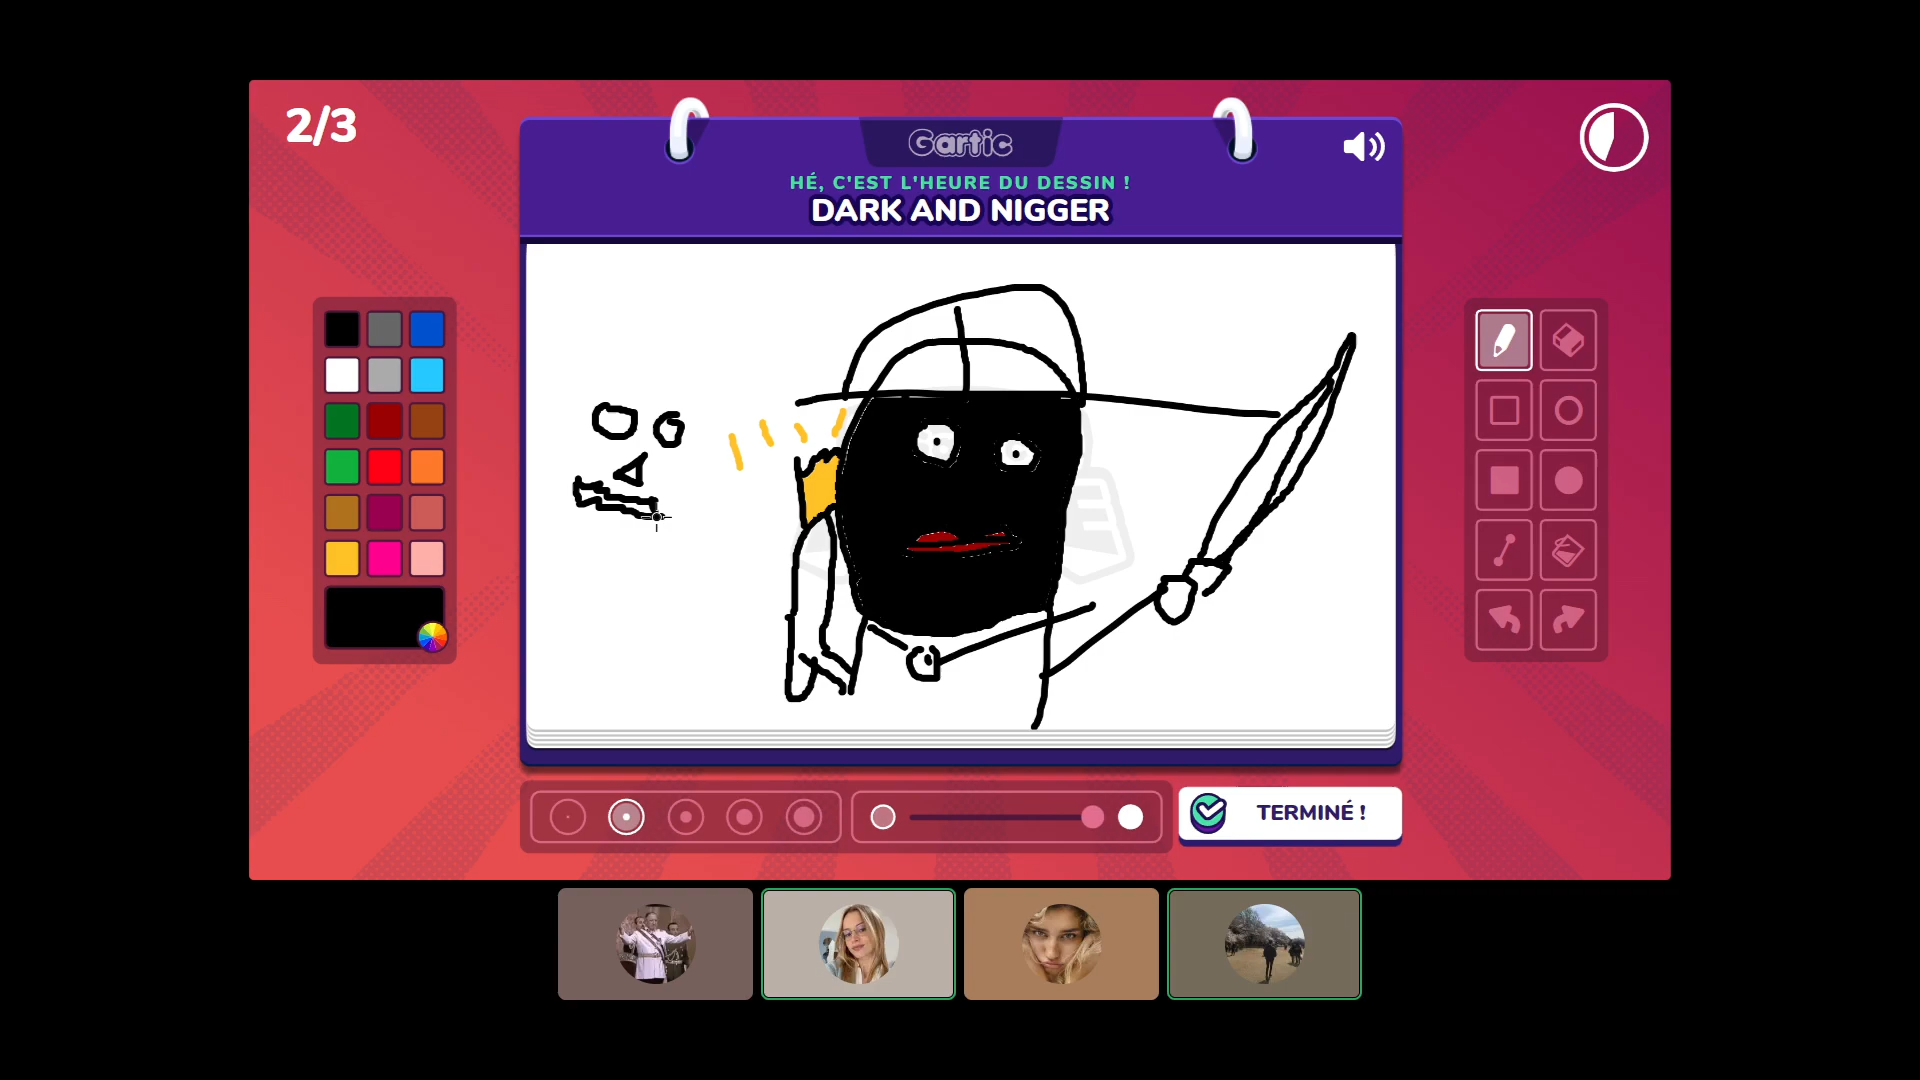 2/3
Gartic
HÉ, C'EST L'HEURE DU DESSIN !
DARK AND NIGGER
TERMINÉ !